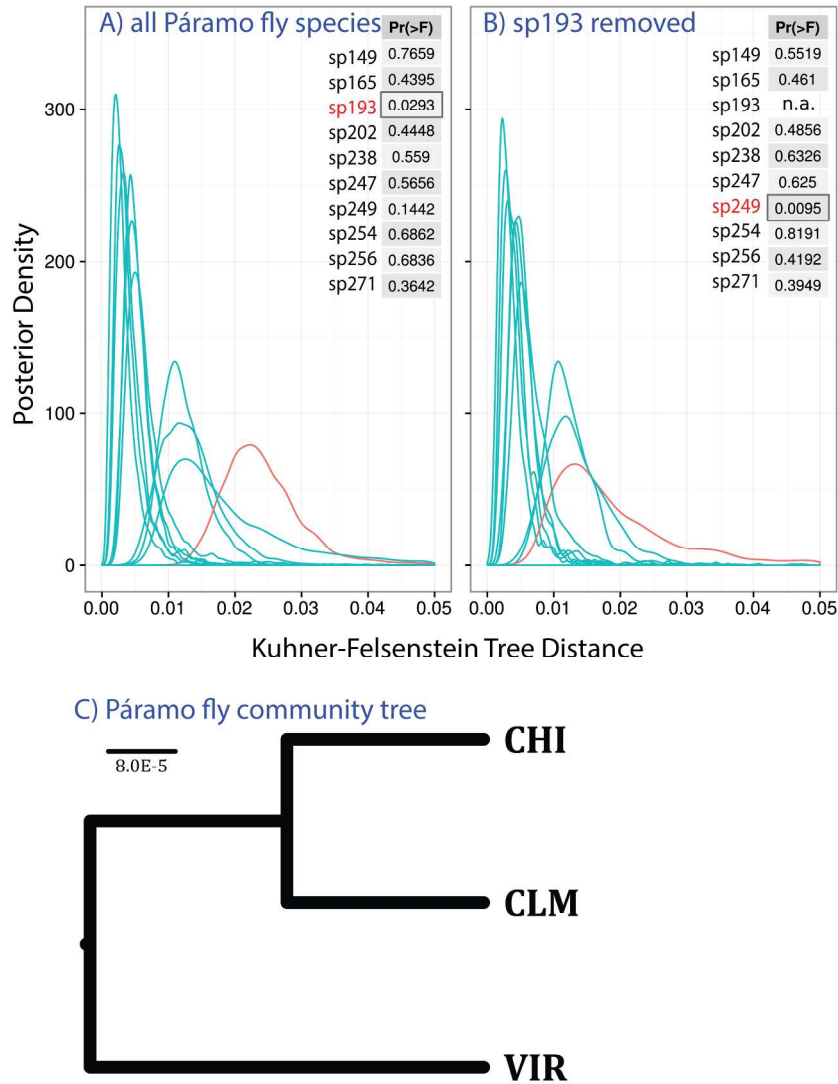 A) all Páramo fly species
Pr(>F)
sp149 0.7659
sp165 0.4395
sp193 0.0293
sp202 0.4448
sp238 0.559
sp247 0.5656
sp249 0.1442
sp254 0.6862
sp256 0.6836
sp271 0.3642
B) sp193 removed
Pr(>F)
sp149 0.5519
sp165 0.461
sp193 n.a.
sp202 0.4856
sp238 0.6326
sp247 0.625
sp249 0.0095
sp254 0.8191
sp256 0.4192
sp271 0.3949
Posterior Density
300
200
100
0
0.00 0.01 0.02 0.03 0.04 0.05
0.00 0.01 0.02 0.03 0.04 0.05
Kuhner-Felsenstein Tree Distance
C) Páramo fly community tree
8.0E-5
CHI
CLM
VIR